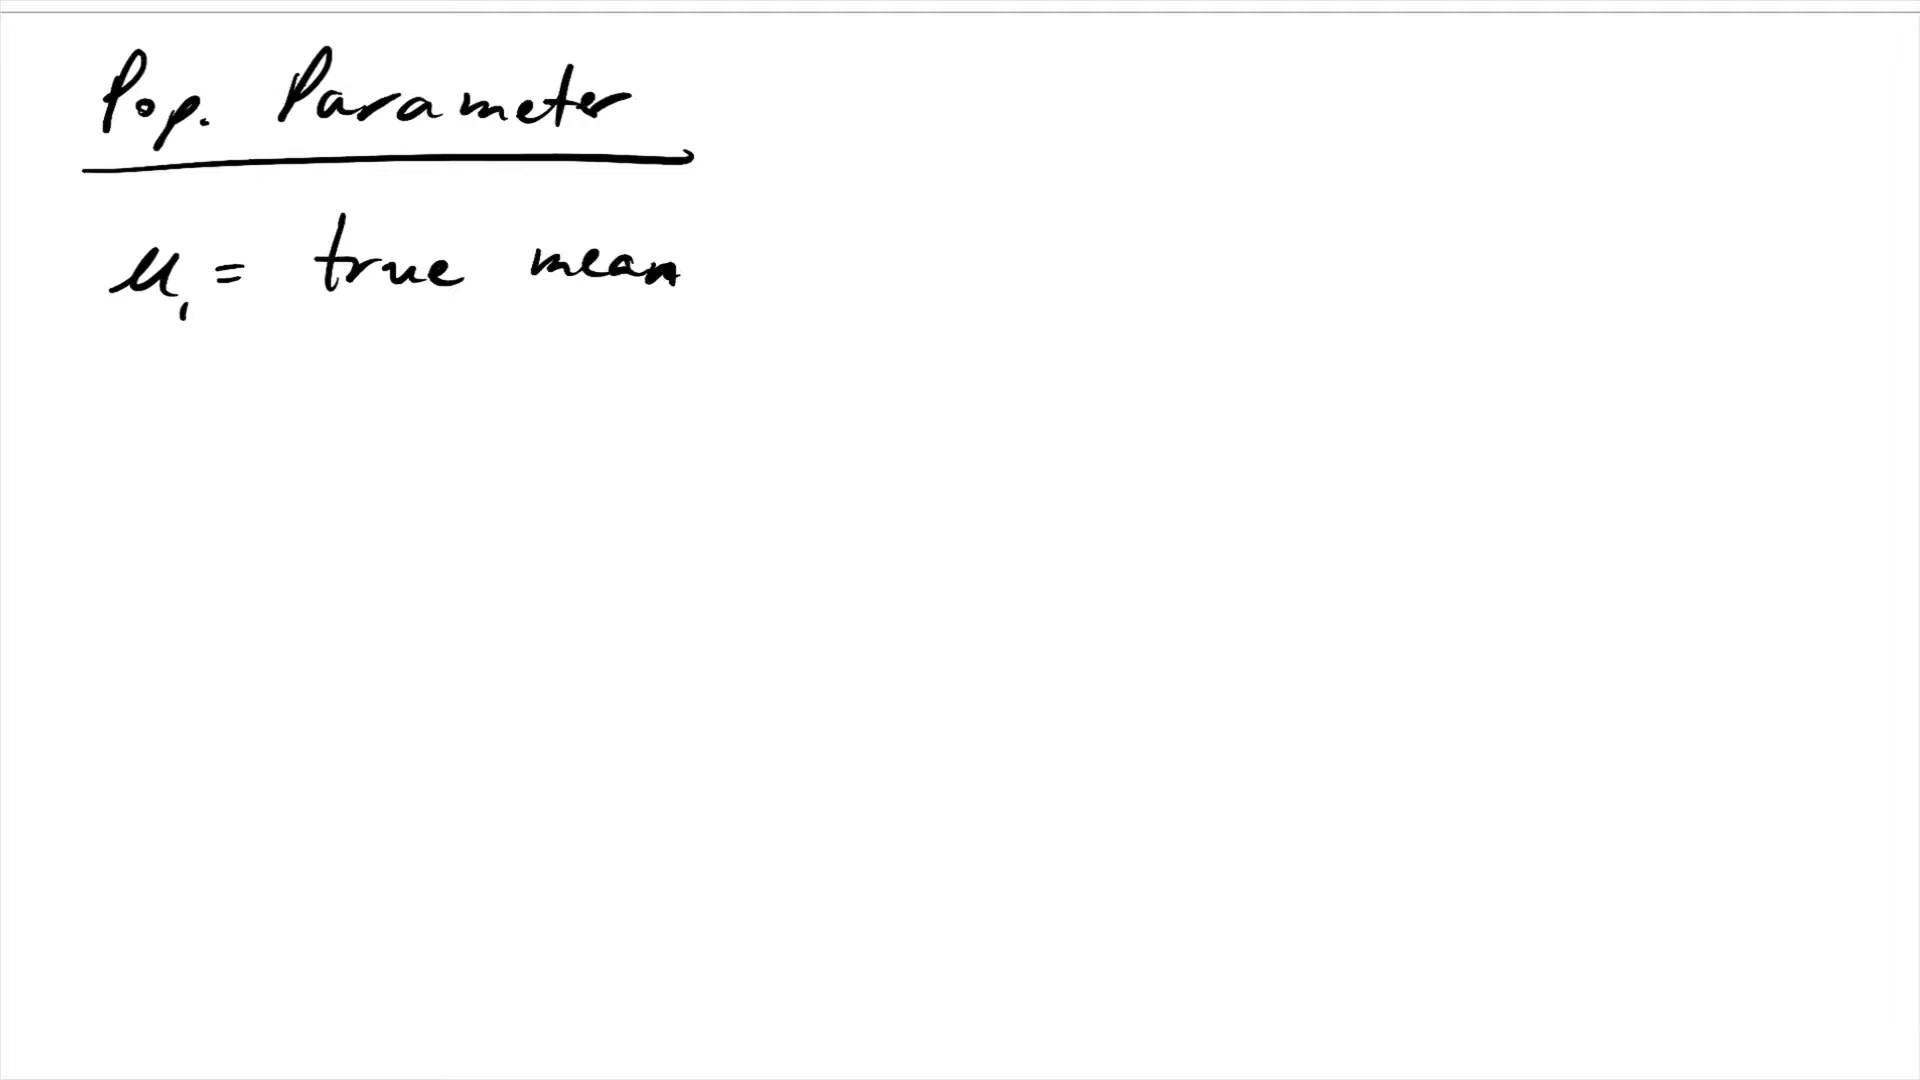 Pop. Parameter
μ₁ = true mean